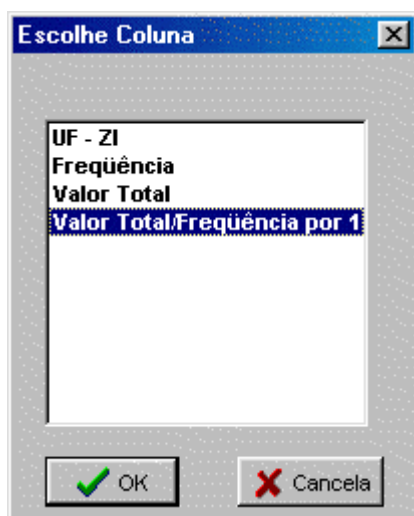 Escolhe Coluna
UF - ZI
Freqüência
Valor Total
Valor Total/Freqüência por 1
OK
Cancela